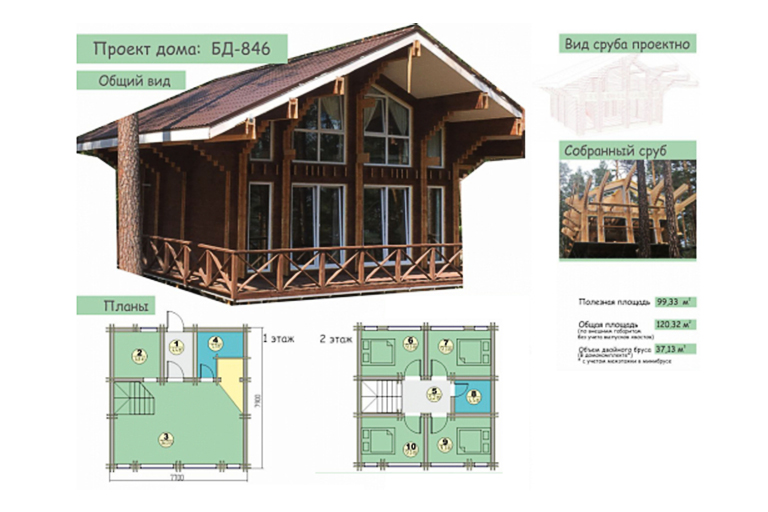 Проект дома: БД-846
Общий вид
Вид сруба проектно
Собранный сруб
Полезная площадь 99,33 м²
Общая площадь 120.32 м²
(по внешним габаритам
без учета выпусков хвостов)
Объем двойного бруса 37,13 м³
(в домокомплекте*)
* с учетом межэтажки в минибрусе
Планы
1 этаж
2 этаж
1
2
3
4
7900
7700
5
6
7
8
9
10